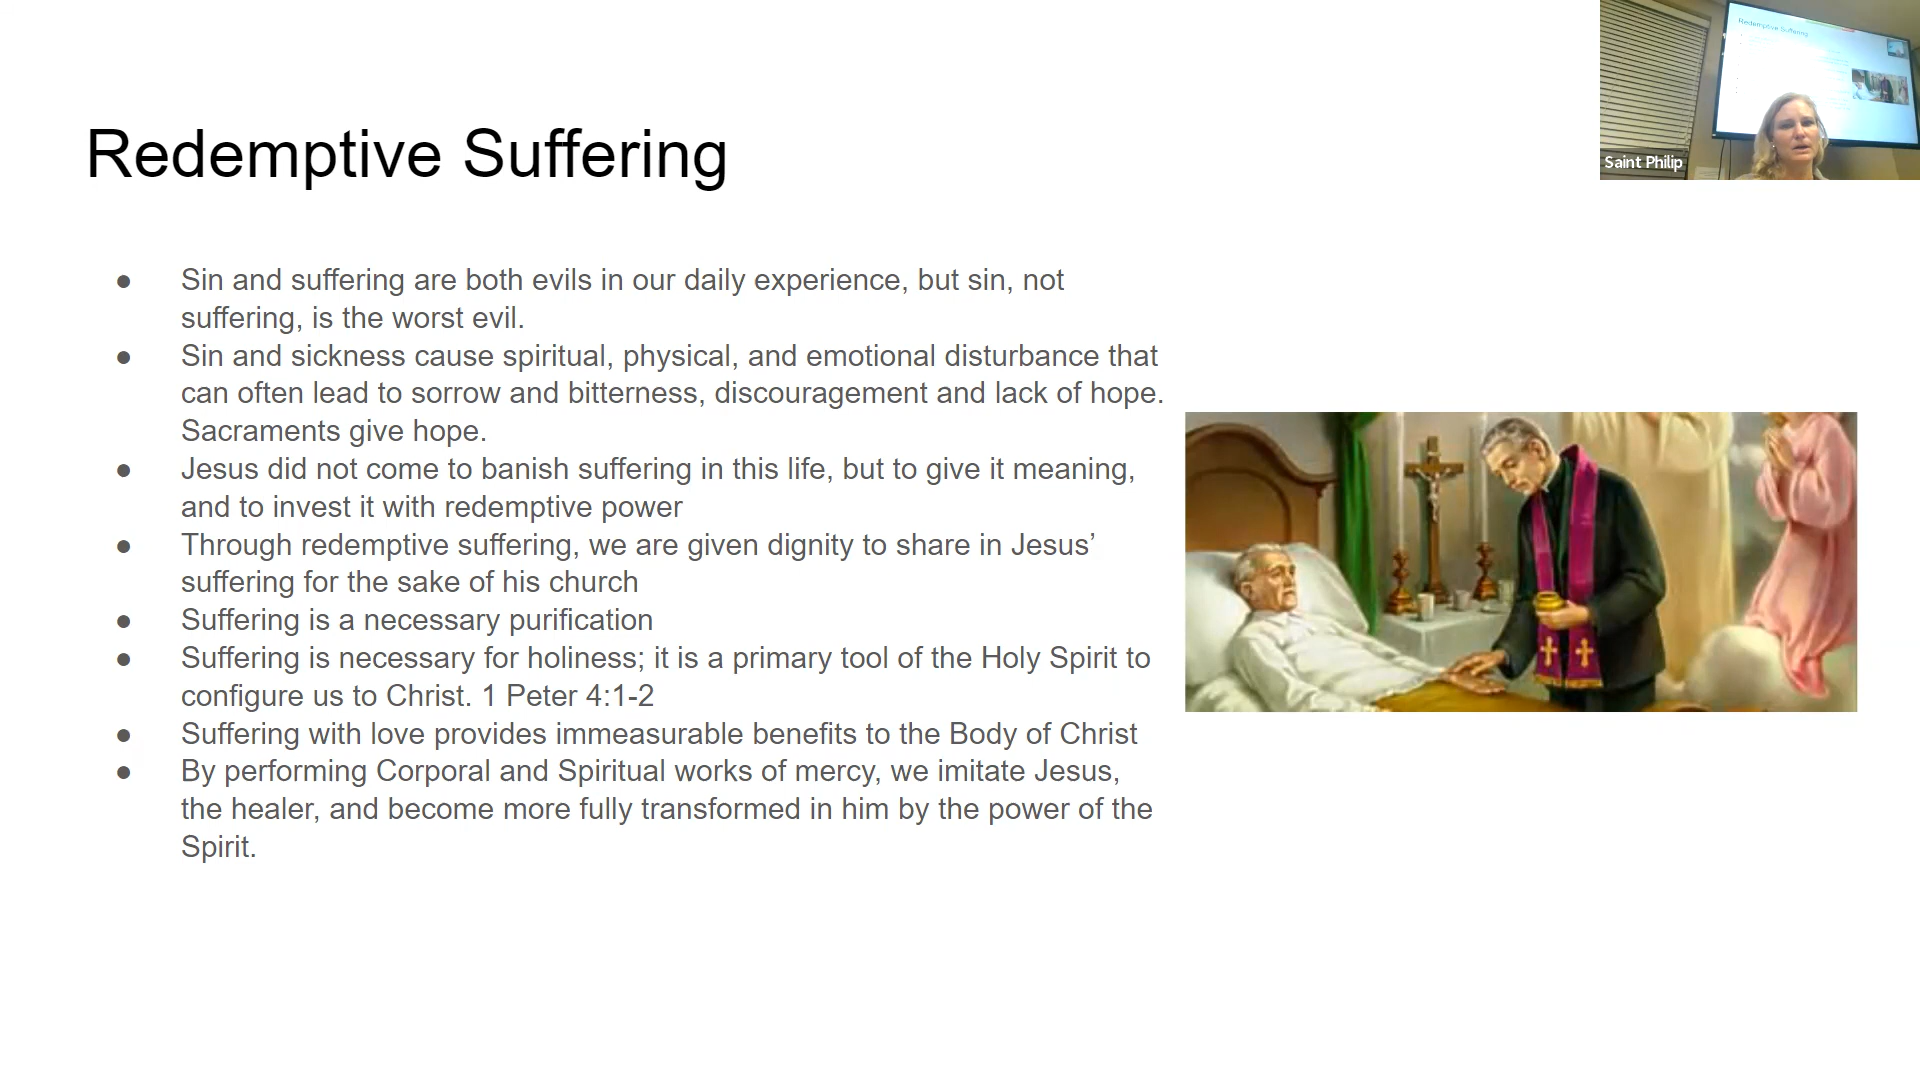 Redemptive Suffering
● Sin and suffering are both evils in our daily experience, but sin, not
suffering, is the worst evil.
● Sin and sickness cause spiritual, physical, and emotional disturbance that
can often lead to sorrow and bitterness, discouragement and lack of hope.
Sacraments give hope.
● Jesus did not come to banish suffering in this life, but to give it meaning,
and to invest it with redemptive power
● Through redemptive suffering, we are given dignity to share in Jesus’
suffering for the sake of his church
● Suffering is a necessary purification
● Suffering is necessary for holiness; it is a primary tool of the Holy Spirit to
configure us to Christ. 1 Peter 4:1-2
● Suffering with love provides immeasurable benefits to the Body of Christ
● By performing Corporal and Spiritual works of mercy, we imitate Jesus,
the healer, and become more fully transformed in him by the power of the
Spirit.
Redemptive Suffering
Saint Philip